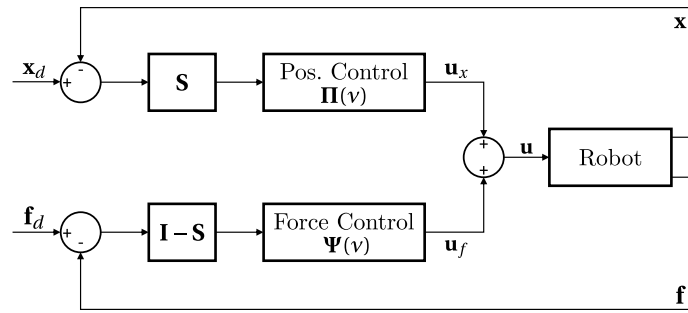 x
-
x_d
+
S
Pos. Control
Π(ν)
u_x
+
+
u
Robot
f_d
+
-
I – S
Force Control
Ψ(ν)
u_f
f